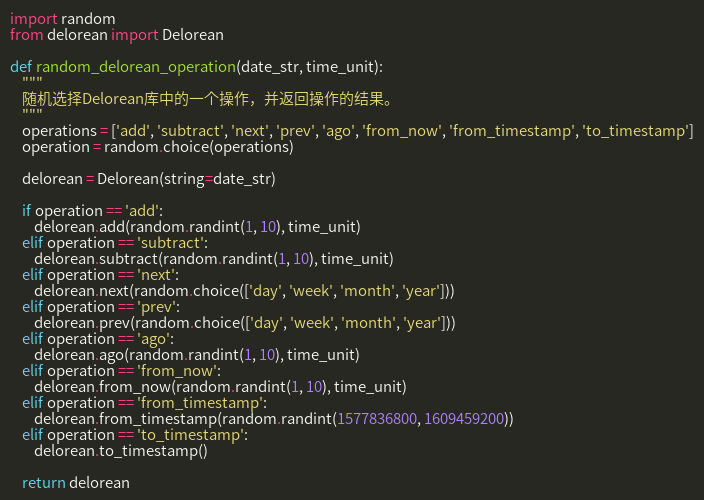 import random
from delorean import Delorean

def random_delorean_operation(date_str, time_unit):
    """
    随机选择Delorean库中的一个操作，并返回操作的结果。
    """
    operations = ['add', 'subtract', 'next', 'prev', 'ago', 'from_now', 'from_timestamp', 'to_timestamp']
    operation = random.choice(operations)

    delorean = Delorean(string=date_str)

    if operation == 'add':
        delorean.add(random.randint(1, 10), time_unit)
    elif operation == 'subtract':
        delorean.subtract(random.randint(1, 10), time_unit)
    elif operation == 'next':
        delorean.next(random.choice(['day', 'week', 'month', 'year']))
    elif operation == 'prev':
        delorean.prev(random.choice(['day', 'week', 'month', 'year']))
    elif operation == 'ago':
        delorean.ago(random.randint(1, 10), time_unit)
    elif operation == 'from_now':
        delorean.from_now(random.randint(1, 10), time_unit)
    elif operation == 'from_timestamp':
        delorean.from_timestamp(random.randint(1577836800, 1609459200))
    elif operation == 'to_timestamp':
        delorean.to_timestamp()

    return delorean